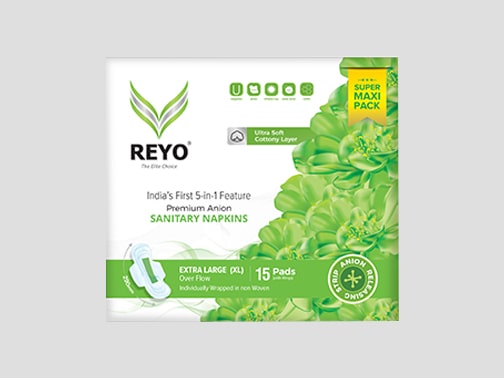 REYO®
The Elite Choice
SUPER
MAXI
PACK
Ultra Soft
Cottony Layer
India's First 5-in-1 Feature
Premium Anion
SANITARY NAPKINS
EXTRA LARGE (XL)
Over Flow
Individually Wrapped in non Woven
15 Pads
ANION RELEASING STRIP